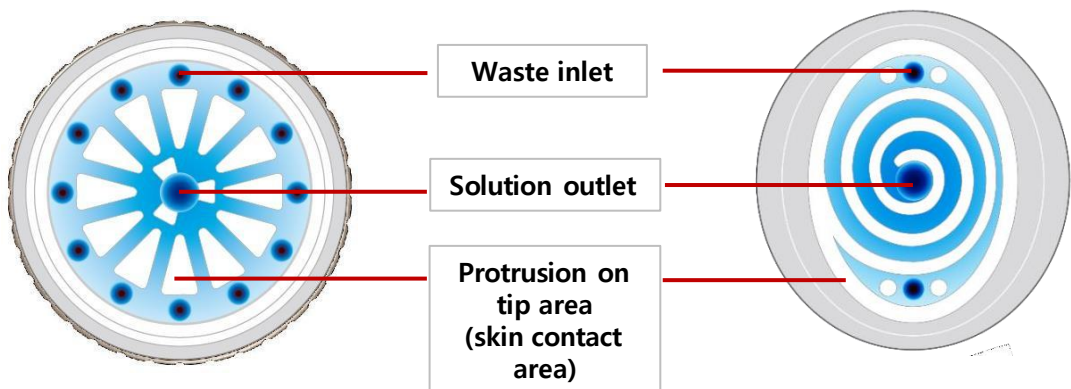 Waste inlet
Solution outlet
Protrusion on
tip area
(skin contact
area)